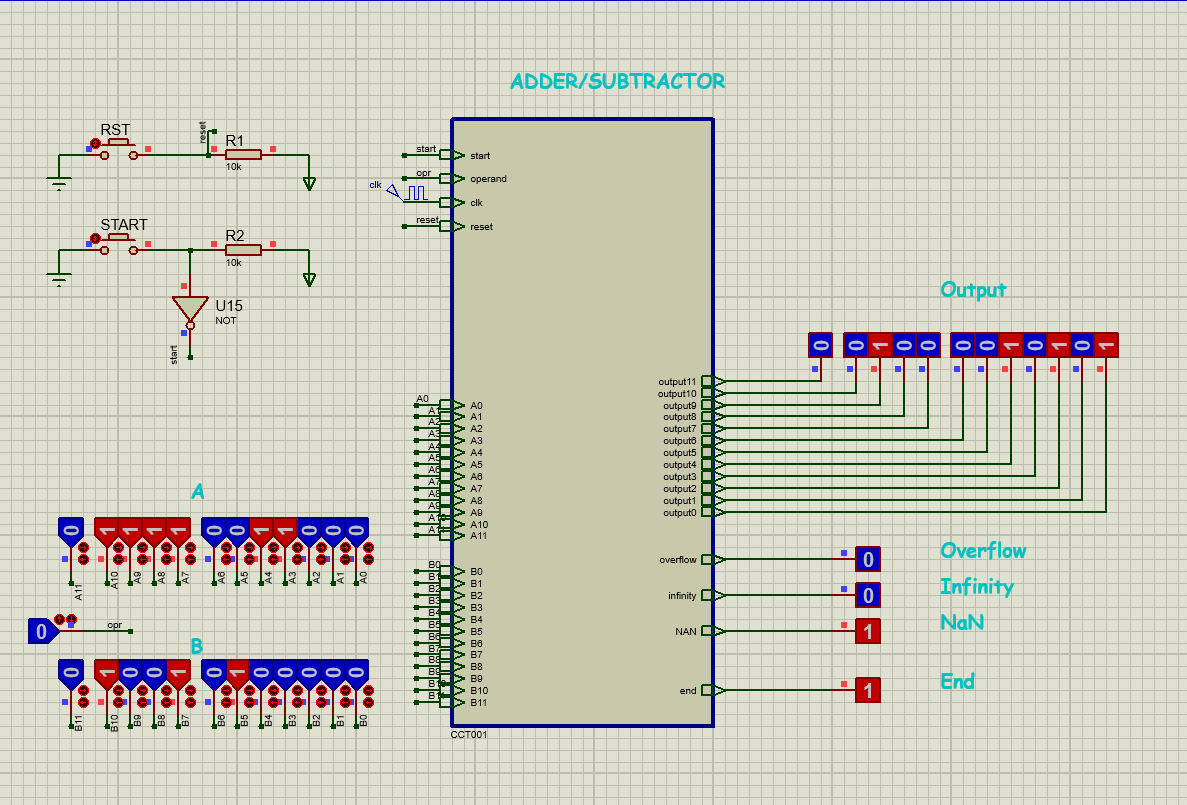 ADDER/SUBTRACTOR
RST
reset
R1
10k
START
R2
10k
U15
NOT
start
start
opr
clk
reset
start
operand
clk
reset
A0
A1
A2
A3
A4
A5
A6
A7
A8
A9
A10
A0
A1
A2
A3
A4
A5
A6
A7
A8
A9
A10
A11
B0
B1
B2
B3
B4
B5
B6
B7
B8
B9
B0
B1
B2
B3
B4
B5
B6
B7
B8
B9
B10
B11
CCT001
output11
output10
output9
output8
output7
output6
output5
output4
output3
output2
output1
output0
overflow
infinity
NAN
end
Output
0 0 1 0 0 0 0 1 0 1 0 1
0 Overflow
0 Infinity
1 NaN
1 End
A
0 1 1 1 1 0 0 1 1 0 0 0
A11 A10 A9 A8 A7 A6 A5 A4 A3 A2 A1 A0
0 opr
B
0 1 0 0 1 0 1 0 0 0 0 0
B11 B10 B9 B8 B7 B6 B5 B4 B3 B2 B1 B0